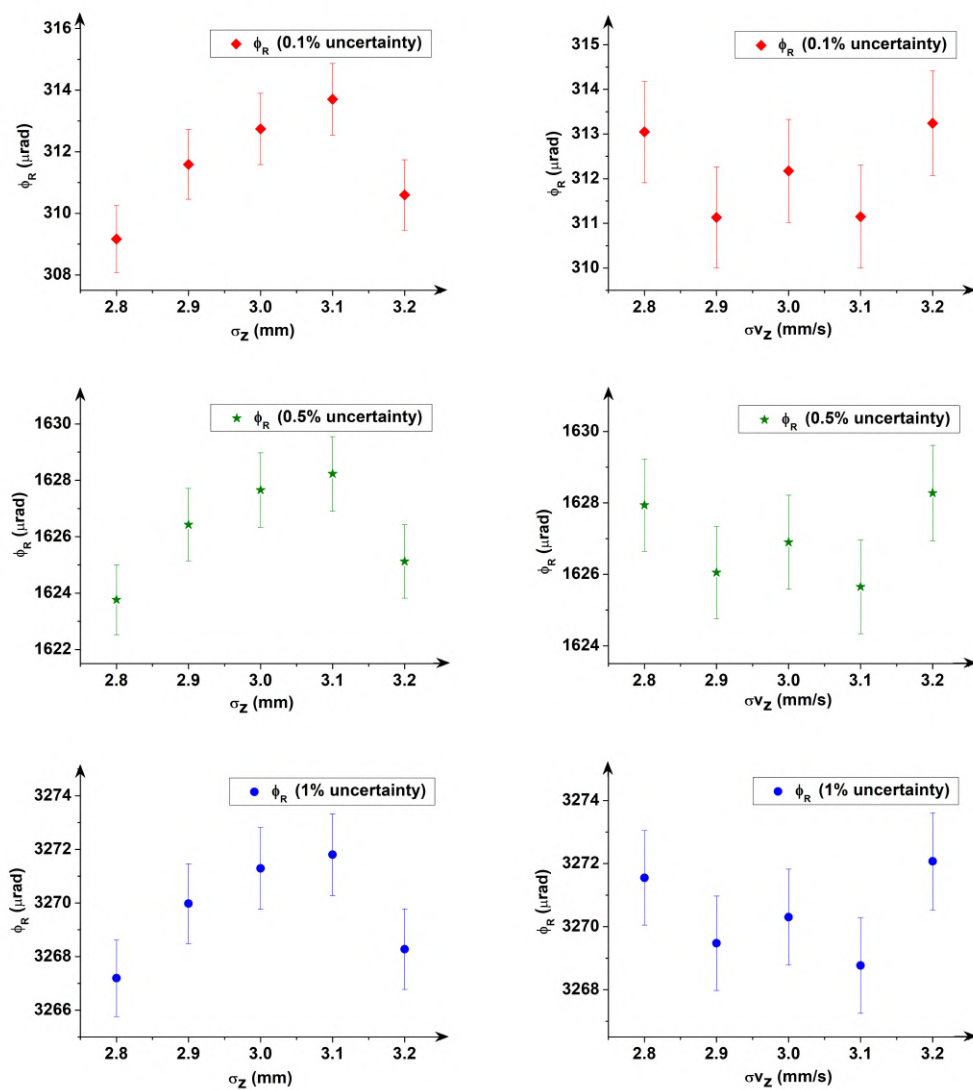 316
314
312
310
308
ϕR (μrad)
ϕR (0.1% uncertainty)
2.8 2.9 3.0 3.1 3.2
σz (mm)
315
314
313
312
311
310
ϕR (μrad)
ϕR (0.1% uncertainty)
2.8 2.9 3.0 3.1 3.2
σvz (mm/s)
1630
1628
1626
1624
1622
ϕR (μrad)
ϕR (0.5% uncertainty)
2.8 2.9 3.0 3.1 3.2
σz (mm)
1630
1628
1626
1624
ϕR (μrad)
ϕR (0.5% uncertainty)
2.8 2.9 3.0 3.1 3.2
σvz (mm/s)
3274
3272
3270
3268
3266
ϕR (μrad)
ϕR (1% uncertainty)
2.8 2.9 3.0 3.1 3.2
σz (mm)
3274
3272
3270
3268
ϕR (μrad)
ϕR (1% uncertainty)
2.8 2.9 3.0 3.1 3.2
σvz (mm/s)